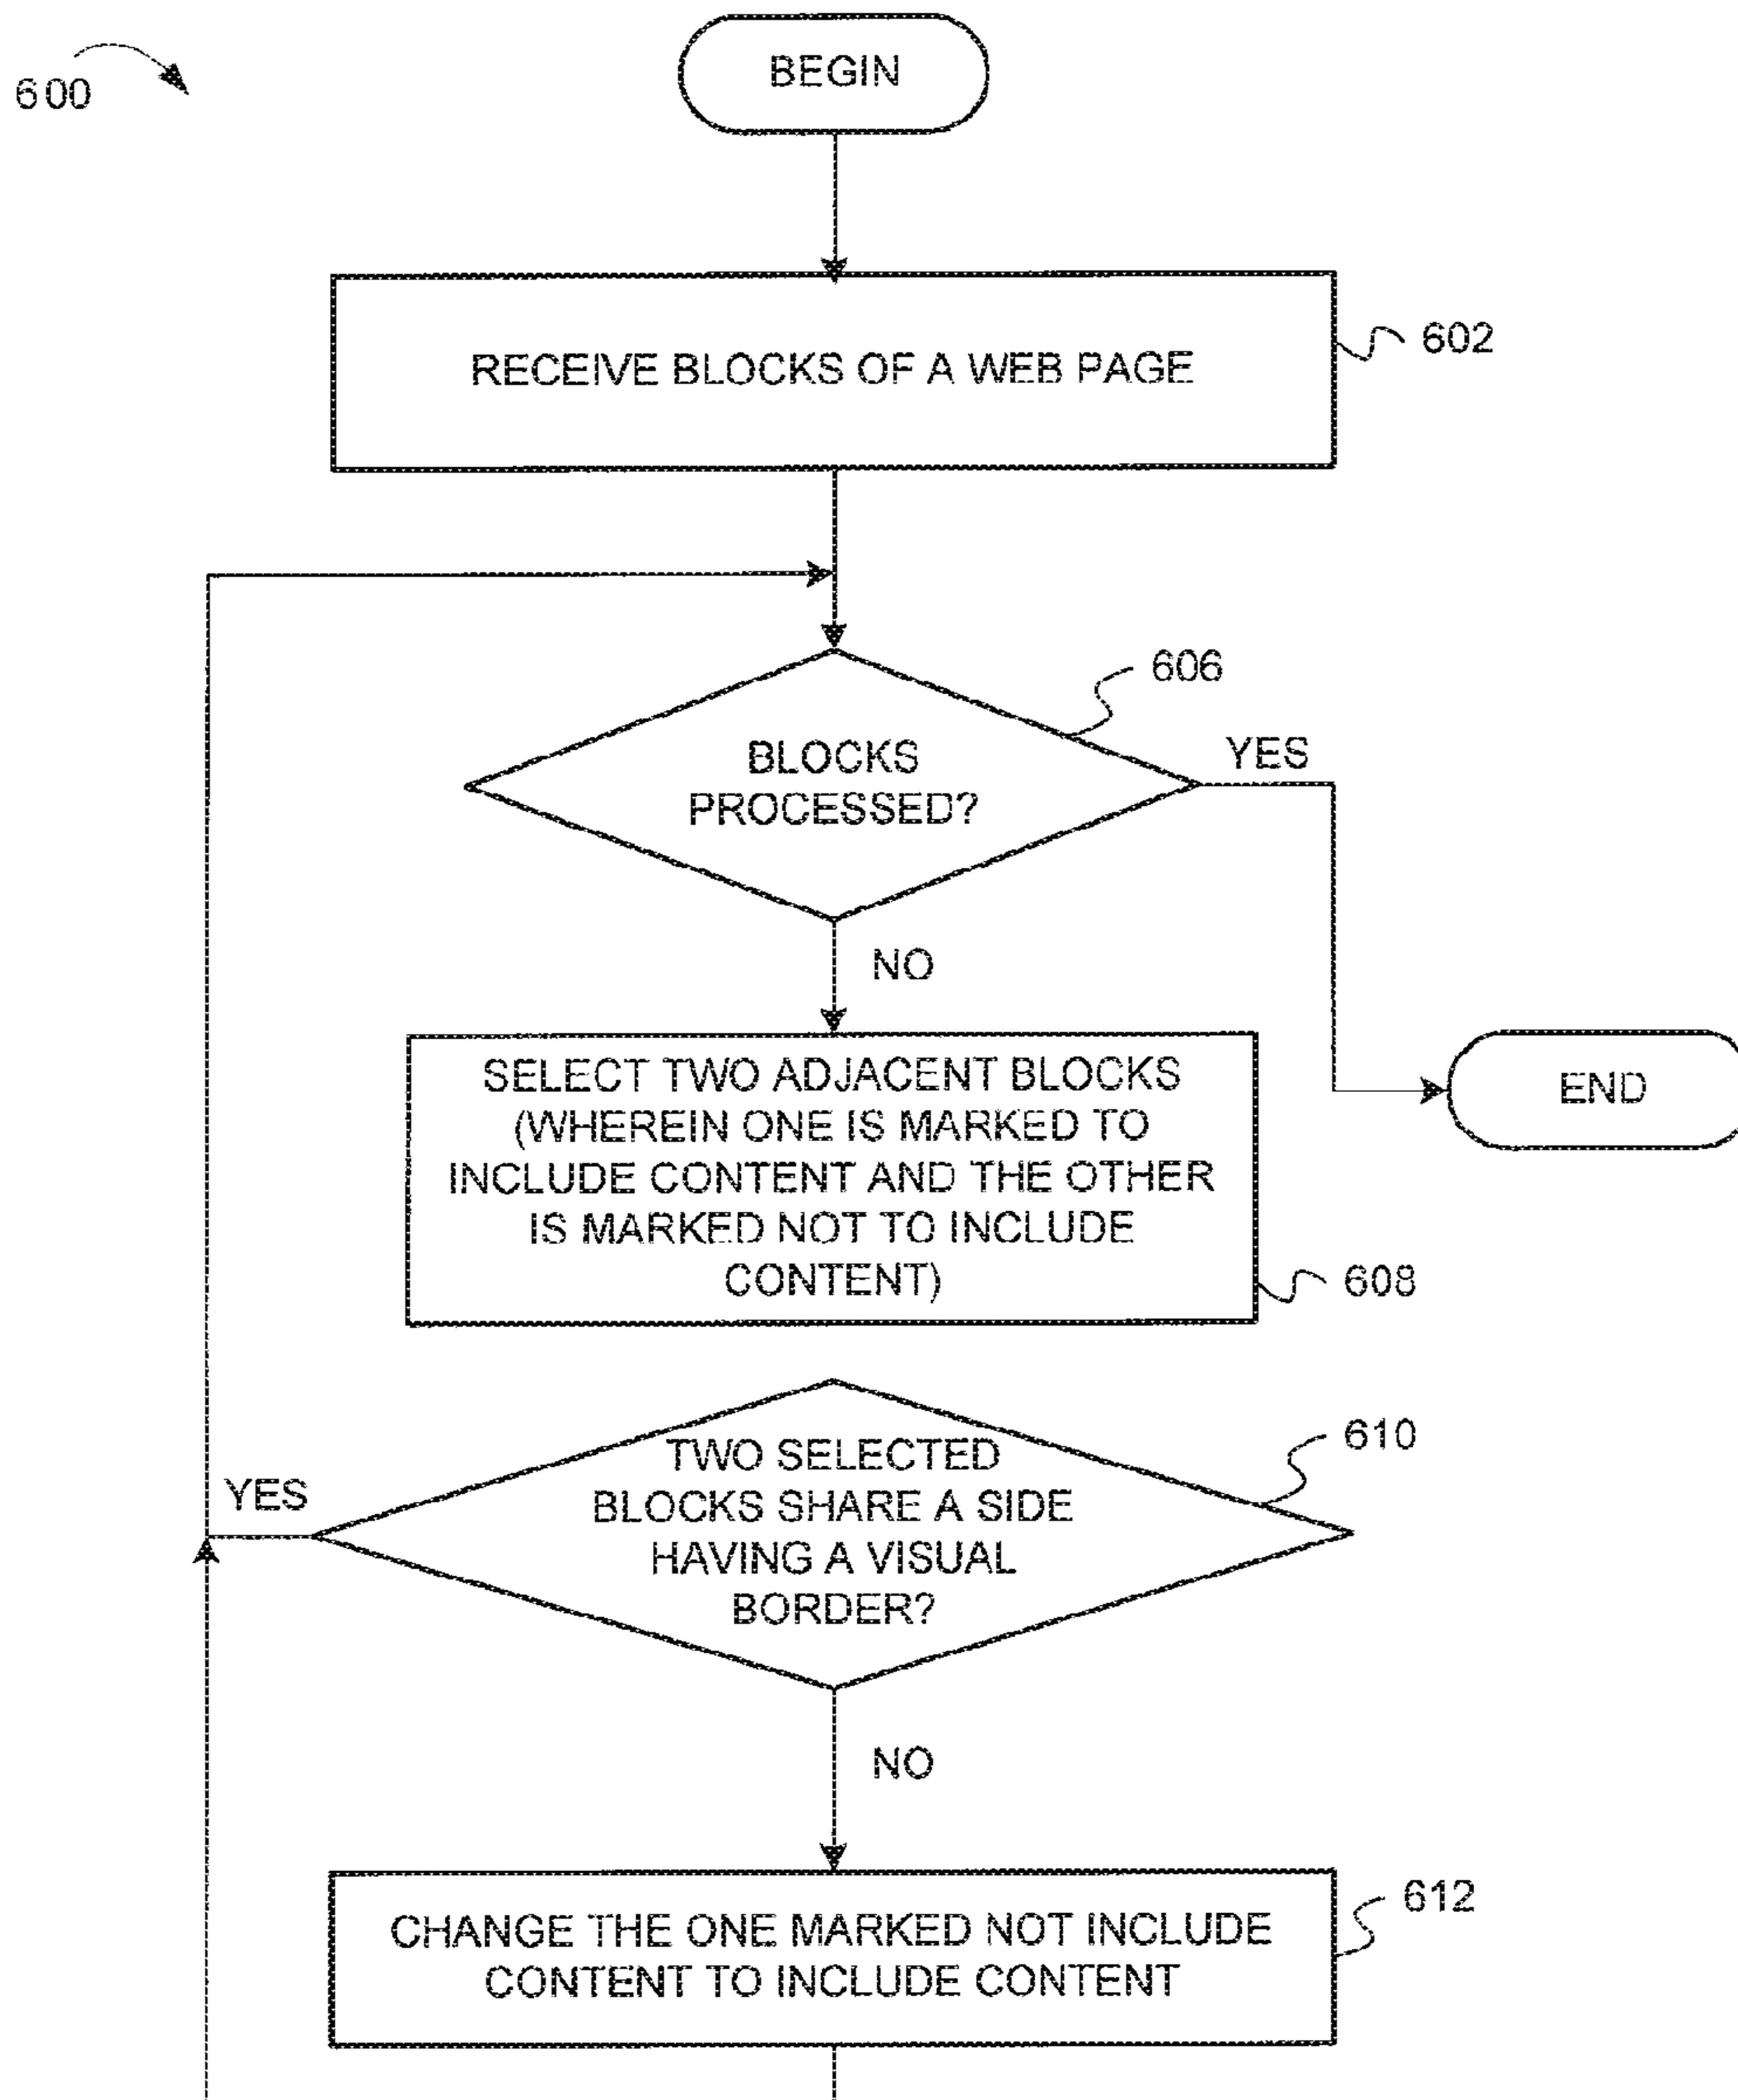 600
BEGIN
RECEIVE BLOCKS OF A WEB PAGE
602
606
BLOCKS
PROCESSED?
YES
NO
SELECT TWO ADJACENT BLOCKS
(WHEREIN ONE IS MARKED TO
INCLUDE CONTENT AND THE OTHER
IS MARKED NOT TO INCLUDE
CONTENT)
608
END
TWO SELECTED
BLOCKS SHARE A SIDE
HAVING A VISUAL
BORDER?
610
YES
NO
CHANGE THE ONE MARKED NOT INCLUDE
CONTENT TO INCLUDE CONTENT
612